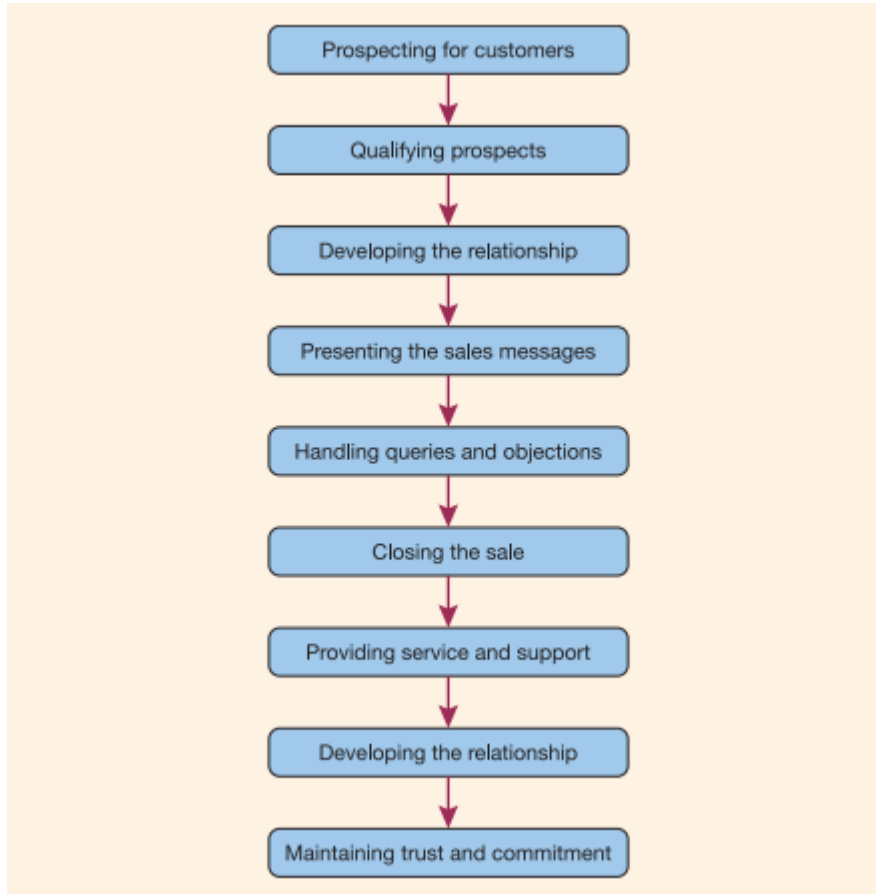 Prospecting for customers
Qualifying prospects
Developing the relationship
Presenting the sales messages
Handling queries and objections
Closing the sale
Providing service and support
Developing the relationship
Maintaining trust and commitment